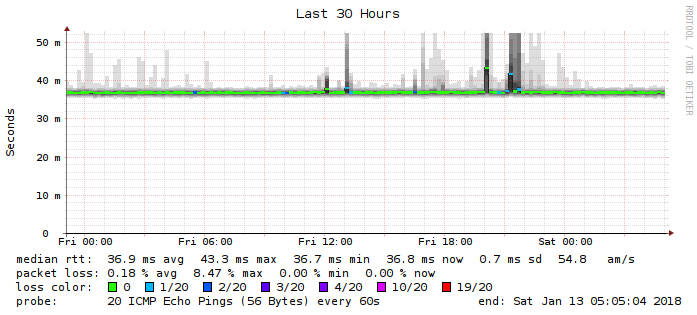 Last 30 Hours
RRDTOOL / TOBI OETIKER
Seconds
50 m
40 m
30 m
20 m
10 m
0
Fri 00:00 Fri 06:00 Fri 12:00 Fri 18:00 Sat 00:00
median rtt: 36.9 ms avg 43.3 ms max 36.7 ms min 36.8 ms now 0.7 ms sd 54.8 am/s
packet loss: 0.18 % avg 8.47 % max 0.00 % min 0.00 % now
loss color: 0 1/20 2/20 3/20 4/20 10/20 19/20
probe: 20 ICMP Echo Pings (56 Bytes) every 60s end: Sat Jan 13 05:05:04 2018